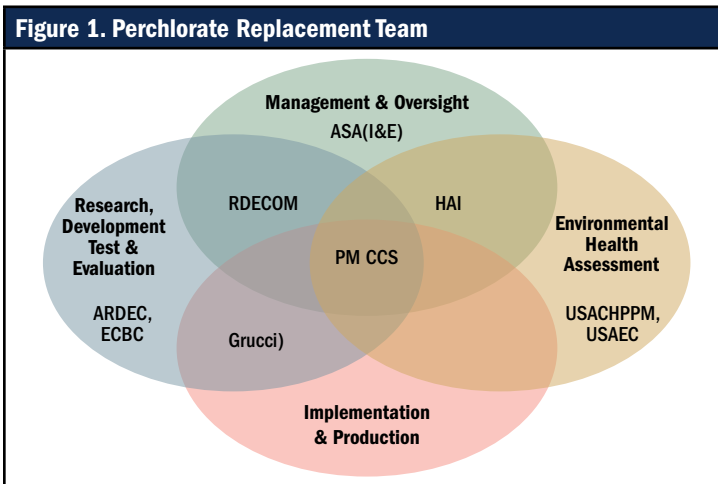 Figure 1. Perchlorate Replacement Team
Management & Oversight
ASA(I&E)
RDECOM
HAI
Research,
Development
Test &
Evaluation
ARDEC,
ECBC
PM CCS
Environmental
Health
Assessment
USACHPPM,
USAEC
Grucci)
Implementation
& Production